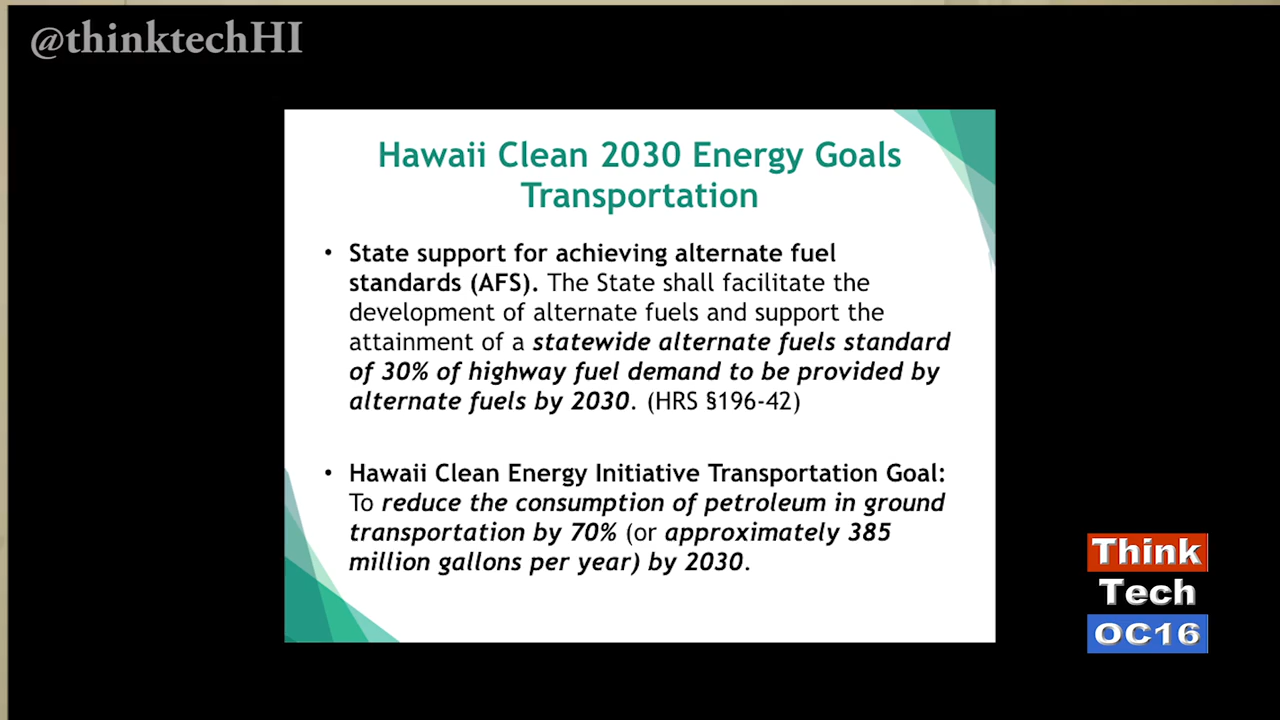 @thinktechHI
Hawaii Clean 2030 Energy Goals
Transportation
• State support for achieving alternate fuel
standards (AFS). The State shall facilitate the
development of alternate fuels and support the
attainment of a statewide alternate fuels standard
of 30% of highway fuel demand to be provided by
alternate fuels by 2030. (HRS §196-42)
• Hawaii Clean Energy Initiative Transportation Goal:
To reduce the consumption of petroleum in ground
transportation by 70% (or approximately 385
million gallons per year) by 2030.
Think
Tech
OC16